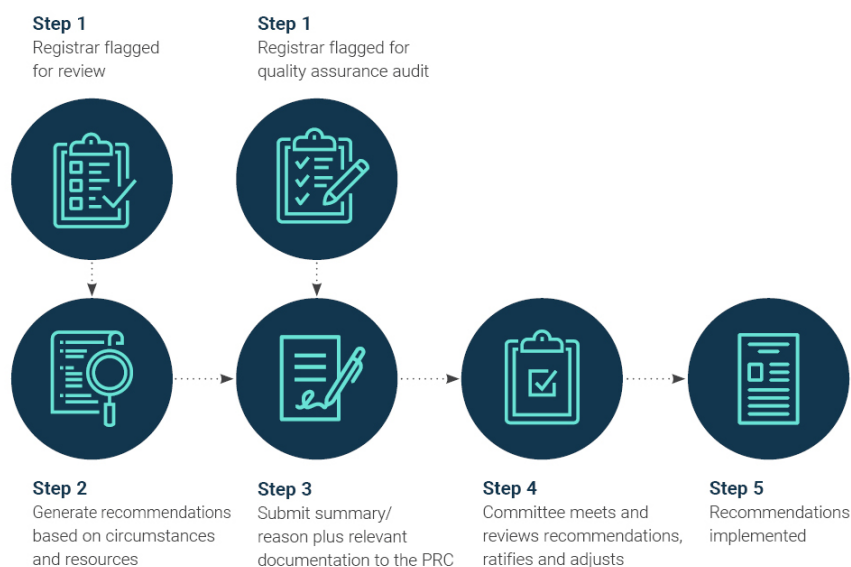 Step 1
Registrar flagged
for review
Step 1
Registrar flagged for
quality assurance audit
Step 2
Generate recommendations
based on circumstances
and resources
Step 3
Submit summary/
reason plus relevant
documentation to the PRC
Step 4
Committee meets and
reviews recommendations,
ratifies and adjusts
Step 5
Recommendations
implemented